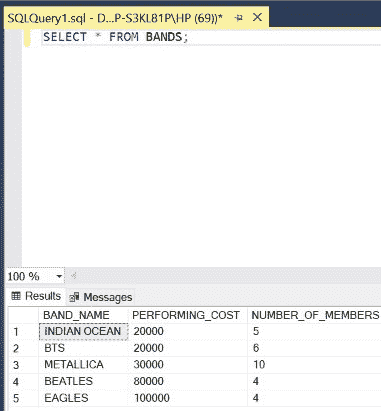 SQLQuery1.sql - D...P-S3KL81P\HP (69))*
SELECT * FROM BANDS;
100 %
Results Messages
BAND_NAME PERFORMING_COST NUMBER_OF_MEMBERS
1 INDIAN OCEAN 20000 5
2 BTS 20000 6
3 METALLICA 30000 10
4 BEATLES 80000 4
5 EAGLES 100000 4